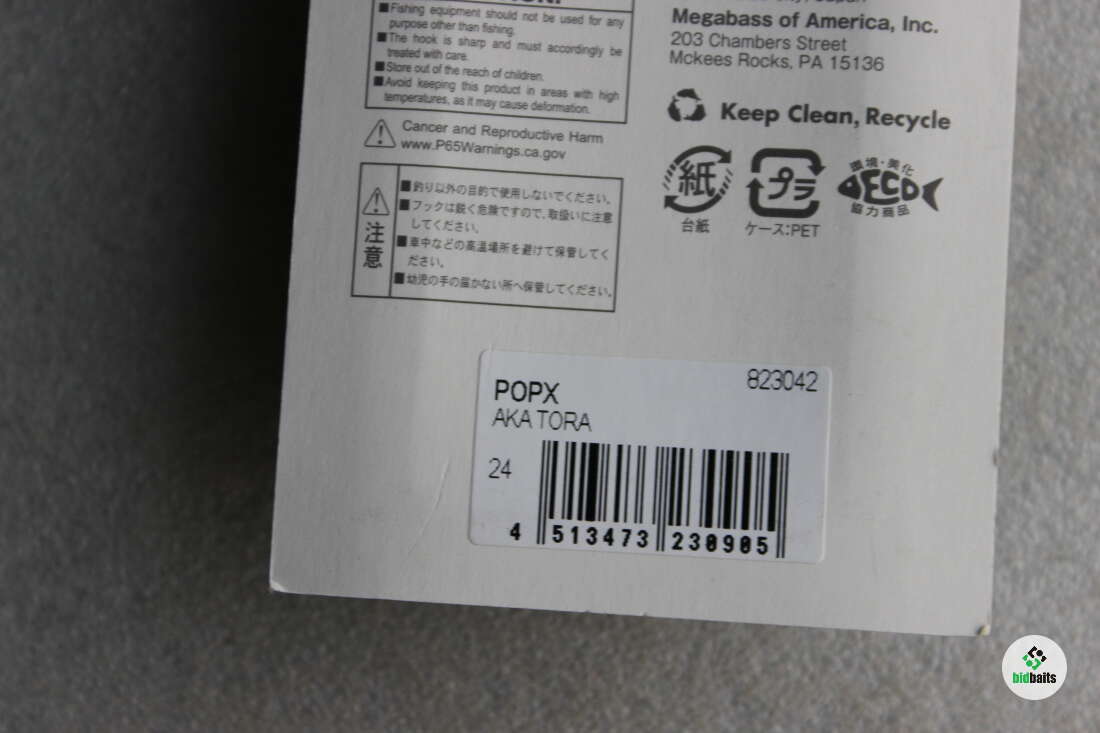 ■Fishing equipment should not be used for any
purpose other than fishing.
■The hook is sharp and must accordingly be
treated with care.
■Store out of the reach of children.
■Avoid keeping this product in areas with high
temperatures, as it may cause deformation.
Cancer and Reproductive Harm
www.P65Warnings.ca.gov
注意
■釣り以外の目的で使用しないでください。
■フックは鋭く危険ですので、取扱いに注意
してください。
■車中などの高温場所を避けて保管してく
ださい。
■幼児の手の届かない所へ保管してください。
Megabass of America, Inc.
203 Chambers Street
Mckees Rocks, PA 15136
Keep Clean, Recycle
紙
台紙
プラ
ケース:PET
環境・美化
ECO
協力商品
POPX
823042
AKA TORA
24
4 513473 230905
bidbaits